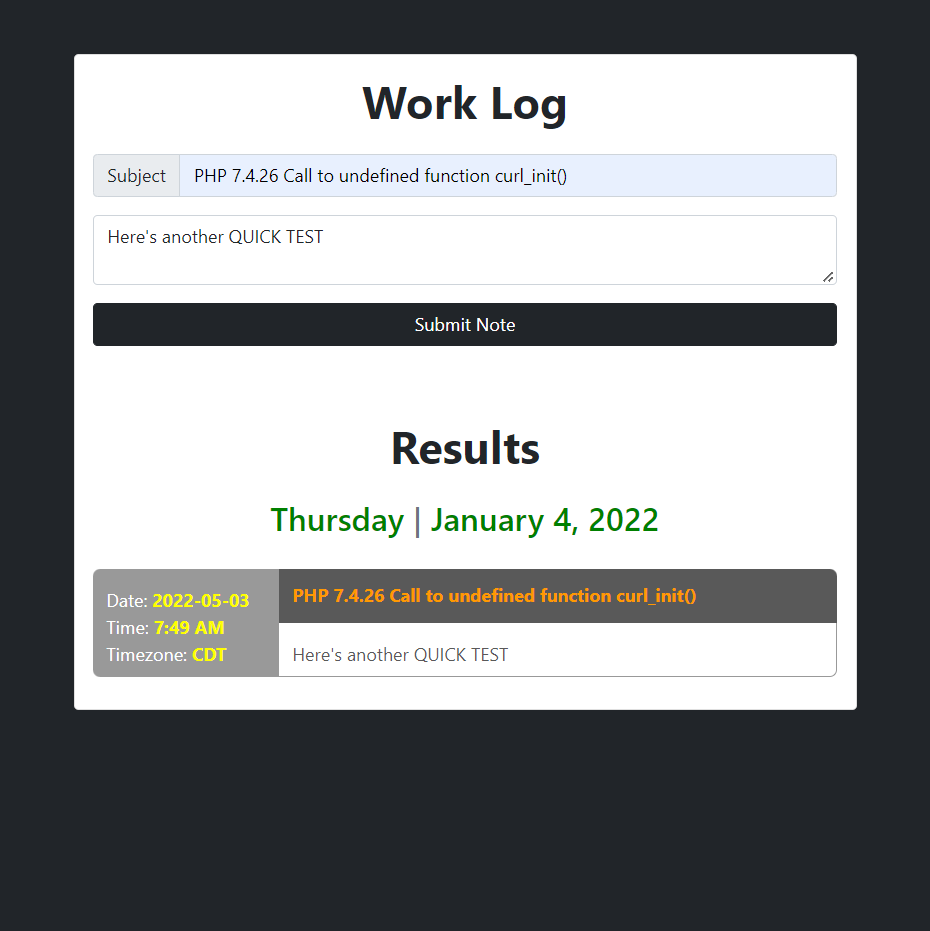 Work Log
Subject PHP 7.4.26 Call to undefined function curl_init()
Here's another QUICK TEST
Submit Note
Results
Thursday | January 4, 2022
Date: 2022-05-03
Time: 7:49 AM
Timezone: CDT
PHP 7.4.26 Call to undefined function curl_init()
Here's another QUICK TEST